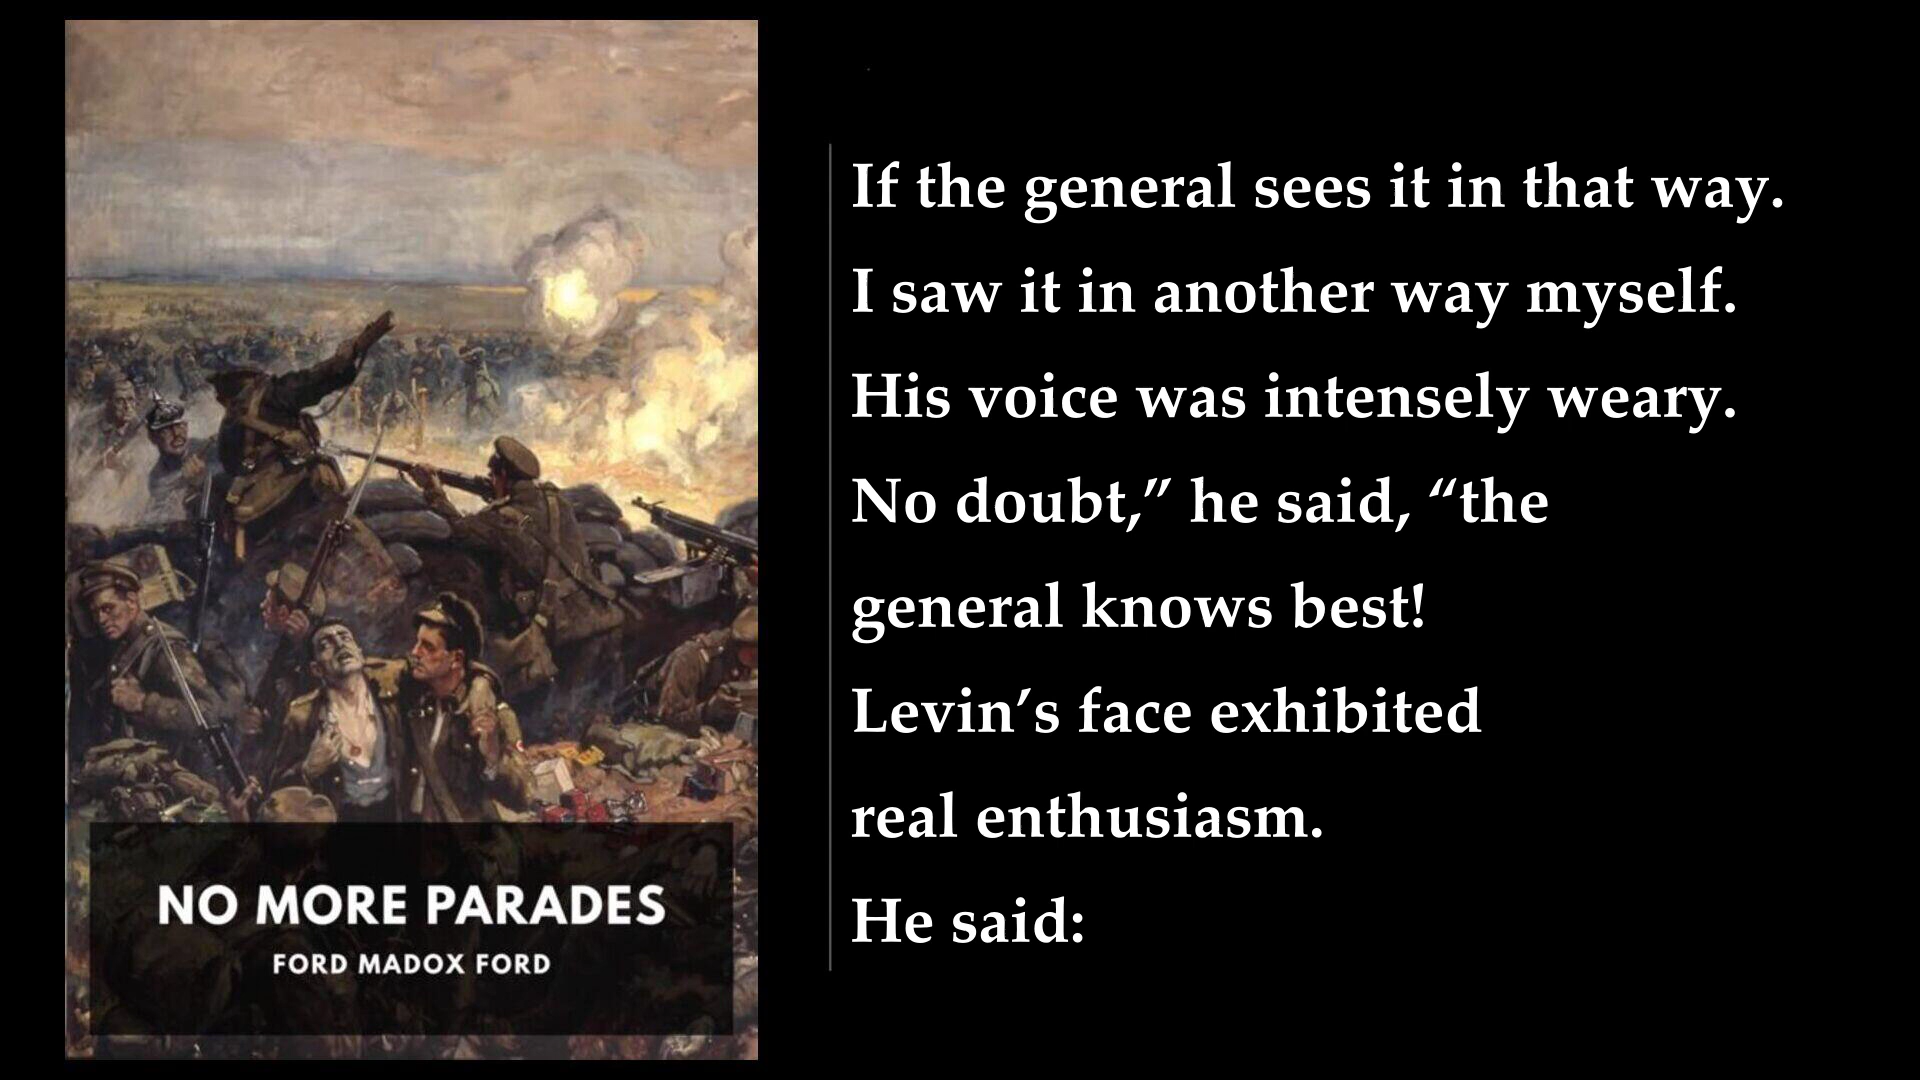 NO MORE PARADES
FORD MADOX FORD
If the general sees it in that way.
I saw it in another way myself.
His voice was intensely weary.
No doubt,” he said, “the
general knows best!
Levin’s face exhibited
real enthusiasm.
He said: